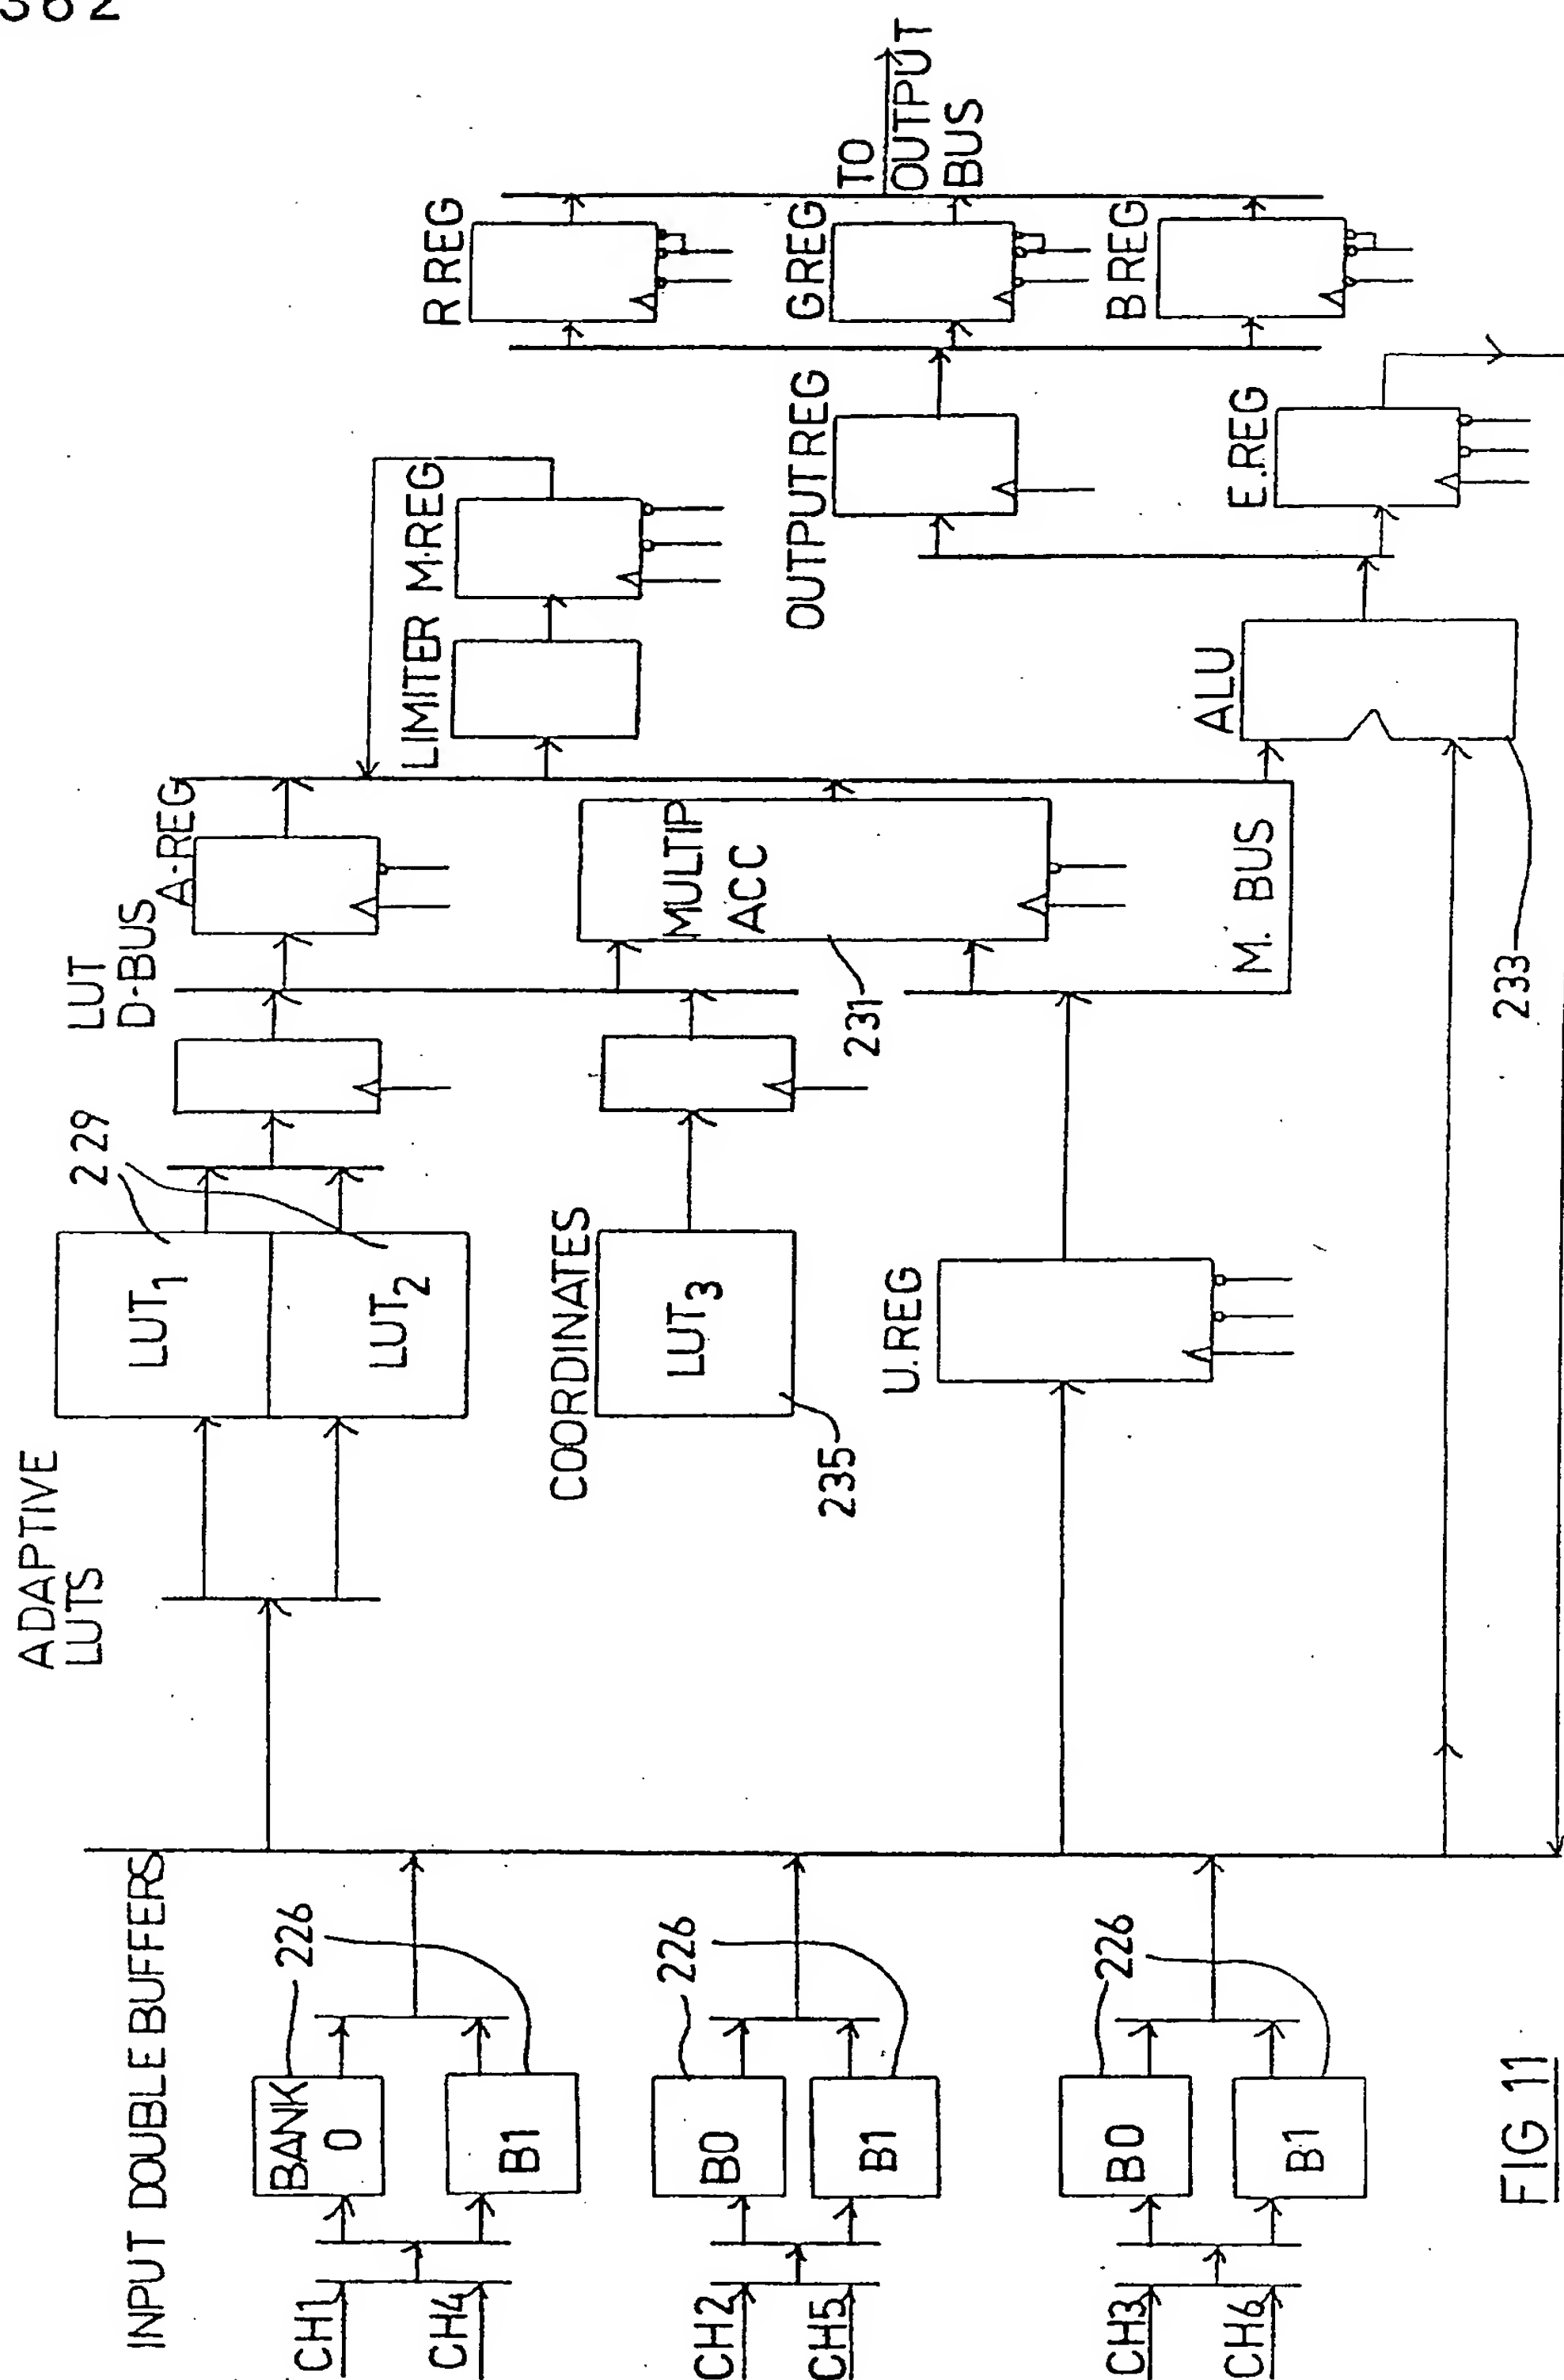 362
INPUT DOUBLE BUFFERS
CH1
CH4
BANK
0
B1
226
CH2
CH5
B0
B1
226
CH3
CH6
B0
B1
226
ADAPTIVE
LUTS
LUT1
LUT2
229
COORDINATES
LUT3
235
U.REG
LUT
D-BUS
A-REG
MULTIP
ACC
231
M. BUS
LIMITER
M.REG
ALU
233
OUTPUT REG
E.REG
R REG
G REG
B REG
TO
OUTPUT
BUS
FIG 11